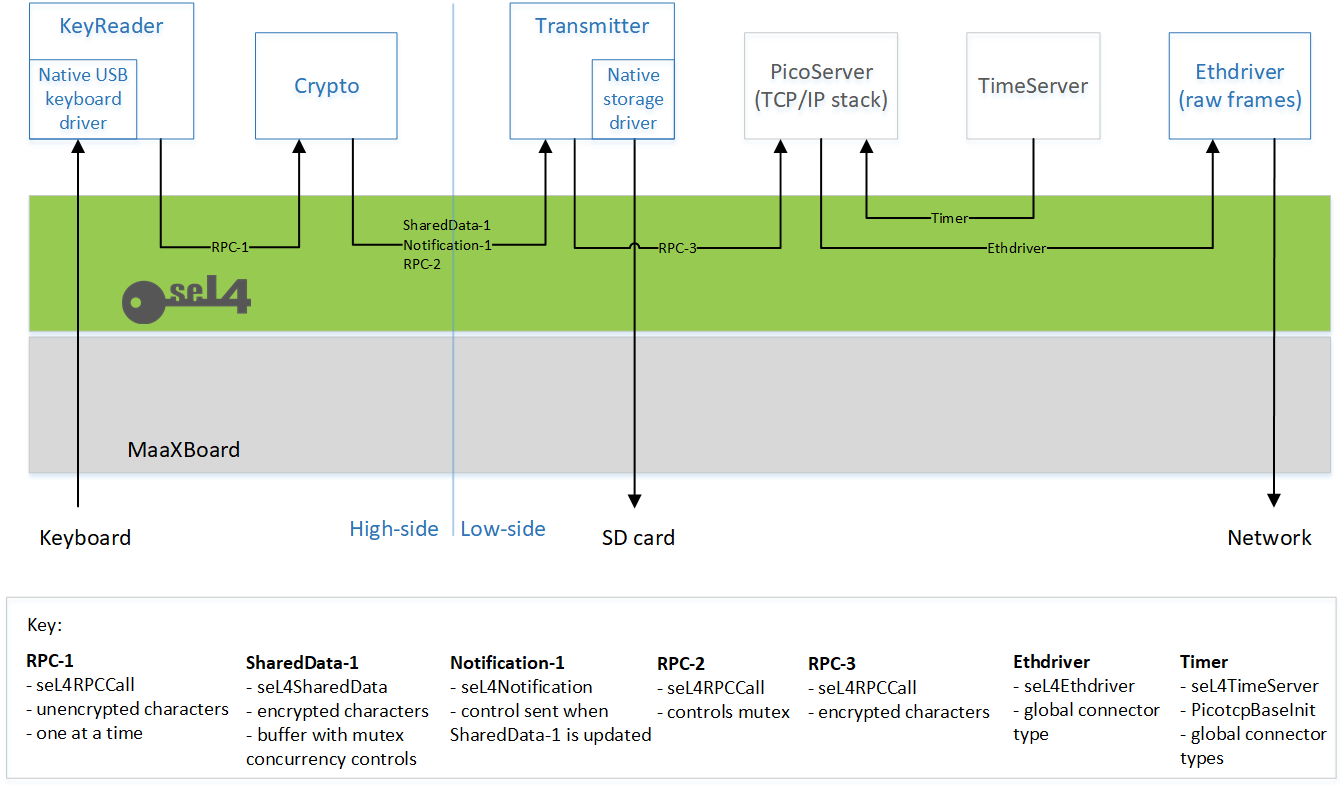 KeyReader
Native USB
keyboard
driver
Crypto
Transmitter
Native
storage
driver
PicoServer
(TCP/IP stack)
TimeServer
Ethdriver
(raw frames)
RPC-1
SharedData-1
Notification-1
RPC-2
RPC-3
Timer
Ethdriver
seL4
MaaXBoard
Keyboard
High-side
Low-side
SD card
Network
Key:
RPC-1
- seL4RPCCall
- unencrypted characters
- one at a time
SharedData-1
- seL4SharedData
- encrypted characters
- buffer with mutex
concurrency controls
Notification-1
- seL4Notification
- control sent when
SharedData-1 is updated
RPC-2
- seL4RPCCall
- controls mutex
RPC-3
- seL4RPCCall
- encrypted characters
Ethdriver
- seL4Ethdriver
- global connector
type
Timer
- seL4TimeServer
- PicotcpBaseInit
- global connector
types